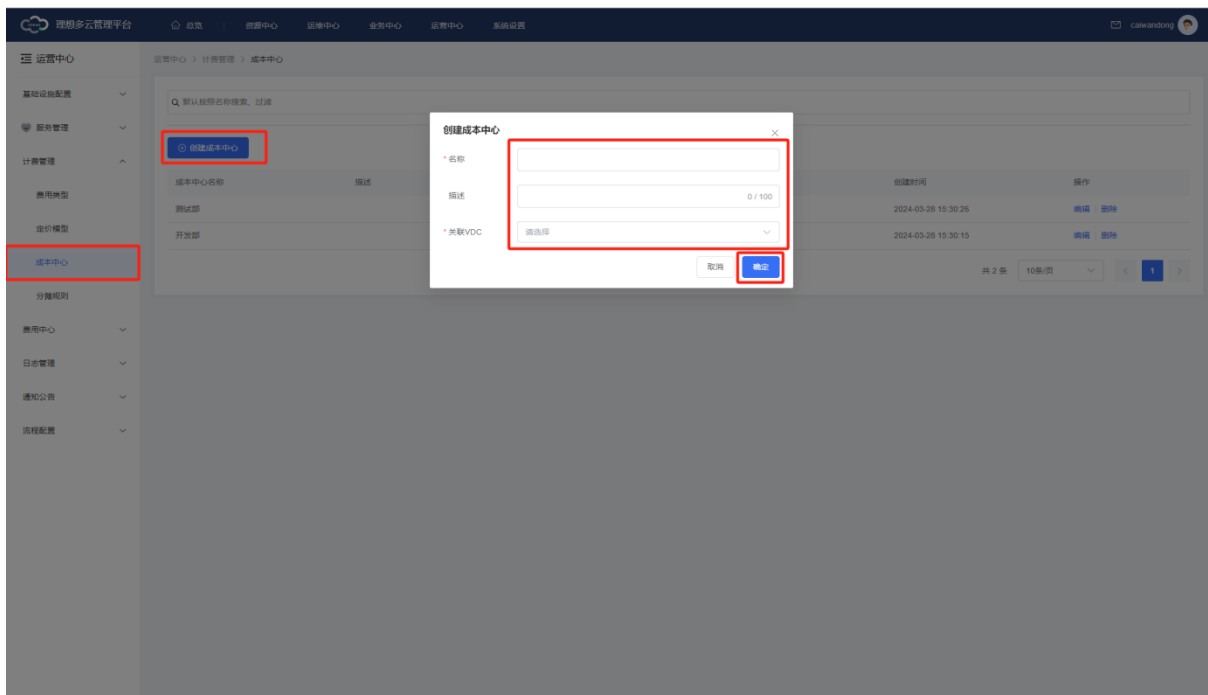 理想多云管理平台 总览 资源中心 运维中心 业务中心 运营中心 系统设置 caiwandong
运营中心
运营中心 > 计费管理 > 成本中心
基础设施配置
服务管理
计费管理
费用类型
定价模型
成本中心
分摊规则
费用中心
日志管理
通知公告
流程配置
默认按照名称搜索、过滤
创建成本中心
成本中心名称 描述 创建时间 操作
测试部 2024-03-26 15:30:26 编辑 删除
开发部 2024-03-26 15:30:15 编辑 删除
共 2 条 10条/页 1
创建成本中心
* 名称
描述 0 / 100
* 关联VDC 请选择
取消 确定